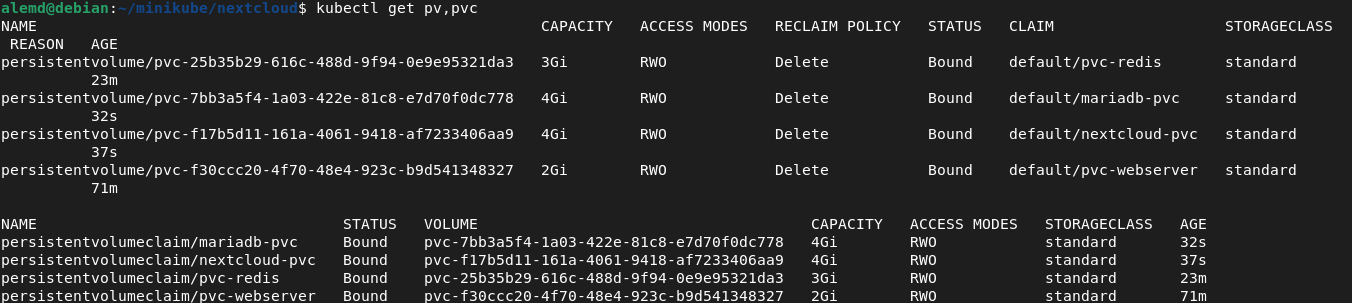 alemd@debian:~/minikube/nextcloud$ kubectl get pv,pvc
NAME                                                        CAPACITY   ACCESS MODES   RECLAIM POLICY   STATUS   CLAIM                   STORAGECLASS
 REASON   AGE
persistentvolume/pvc-25b35b29-616c-488d-9f94-0e9e95321da3   3Gi        RWO            Delete           Bound    default/pvc-redis       standard
          23m
persistentvolume/pvc-7bb3a5f4-1a03-422e-81c8-e7d70f0dc778   4Gi        RWO            Delete           Bound    default/mariadb-pvc     standard
          32s
persistentvolume/pvc-f17b5d11-161a-4061-9418-af7233406aa9   4Gi        RWO            Delete           Bound    default/nextcloud-pvc   standard
          37s
persistentvolume/pvc-f30ccc20-4f70-48e4-923c-b9d541348327   2Gi        RWO            Delete           Bound    default/pvc-webserver   standard
          71m
NAME                                  STATUS   VOLUME                                     CAPACITY   ACCESS MODES   STORAGECLASS   AGE
persistentvolumeclaim/mariadb-pvc     Bound    pvc-7bb3a5f4-1a03-422e-81c8-e7d70f0dc778   4Gi        RWO            standard       32s
persistentvolumeclaim/nextcloud-pvc   Bound    pvc-f17b5d11-161a-4061-9418-af7233406aa9   4Gi        RWO            standard       37s
persistentvolumeclaim/pvc-redis       Bound    pvc-25b35b29-616c-488d-9f94-0e9e95321da3   3Gi        RWO            standard       23m
persistentvolumeclaim/pvc-webserver   Bound    pvc-f30ccc20-4f70-48e4-923c-b9d541348327   2Gi        RWO            standard       71m